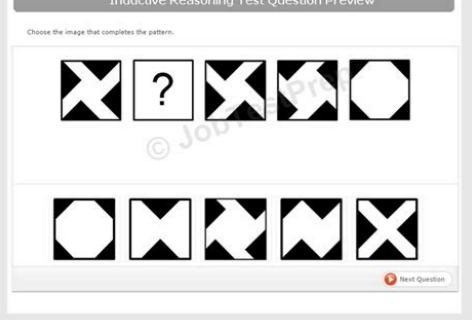 Inductive Reasoning Test Question Preview
Choose the image that completes the pattern.
?
© JobTestPrep
Next Question